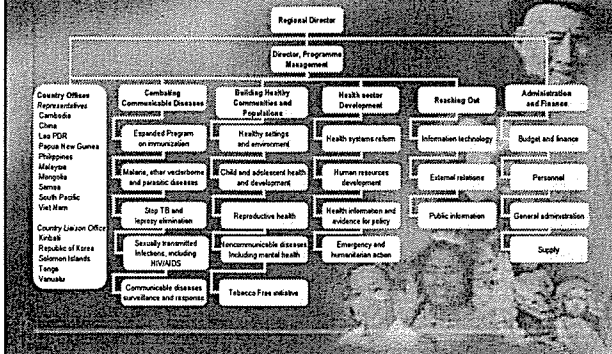 Regional Director
Director, Programme
Management
Country Offices
Representatives
Cambodia
China
Lao PDR
Papua New Guinea
Philippines
Malaysia
Mongolia
Samoa
South Pacific
Viet Nam
Country Liaison Office
Kiribati
Republic of Korea
Solomon Islands
Tonga
Vanuatu
Combating
Communicable Diseases
Expanded Program
on immunization
Malaria, other vectorborne
and parasitic diseases
Stop TB and
leprosy elimination
Sexually transmitted
Infections, including
HIV/AIDS
Communicable diseases
surveillance and response
Building Healthy
Communities and
Populations
Healthy settings
and environment
Child and adolescent health
and development
Reproductive health
Noncommunicable diseases
Including mental health
Tobacco Free initiative
Health sector
Development
Health systems reform
Human resources
development
Health information and
evidence for policy
Emergency and
humanitarian action
Reaching Out
Information technology
External relations
Public information
Administration
and Finance
Budget and finance
Personnel
General administration
Supply